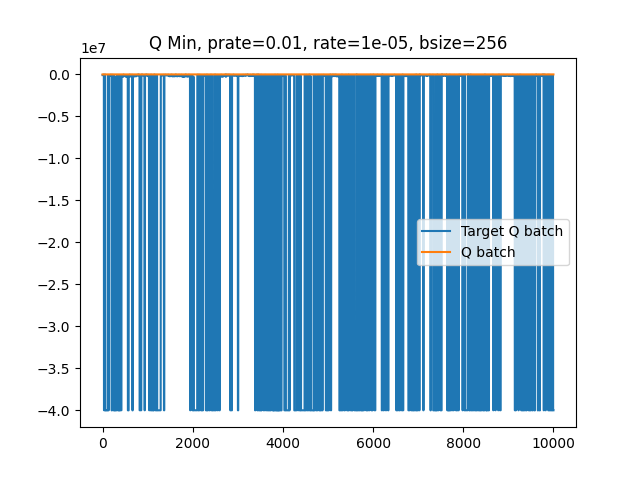 Q Min, prate=0.01, rate=1e-05, bsize=256
1e7
0.0
−0.5
−1.0
−1.5
−2.0
−2.5
−3.0
−3.5
−4.0
Target Q batch
Q batch
0 2000 4000 6000 8000 10000